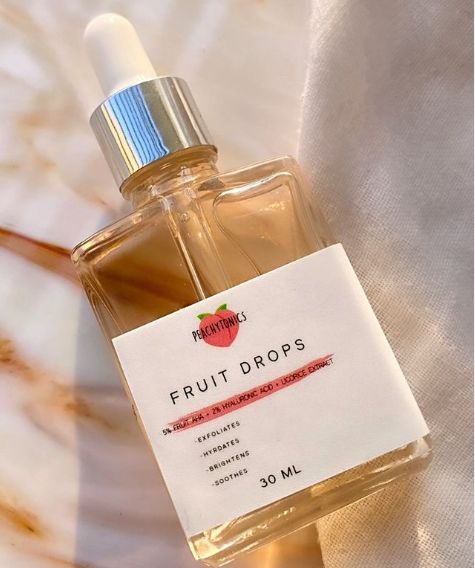 PEACHYTONICS
FRUIT DROPS
5% FRUIT AHA + 2% HYALURONIC ACID + LICORICE EXTRACT
-EXFOLIATES
-HYRDATES
-BRIGHTENS
-SOOTHES
30 ML